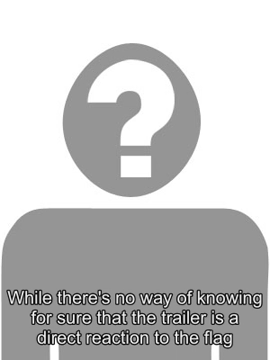 ?
While there's no way of knowing
for sure that the trailer is a
direct reaction to the flag